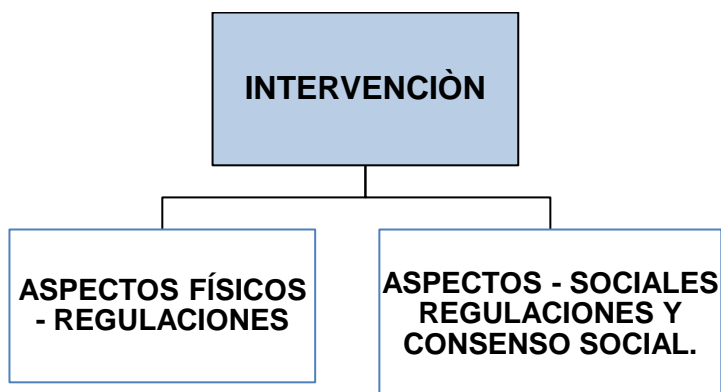 INTERVENCIÒN
ASPECTOS FÍSICOS
- REGULACIONES
ASPECTOS - SOCIALES
REGULACIONES Y
CONSENSO SOCIAL.